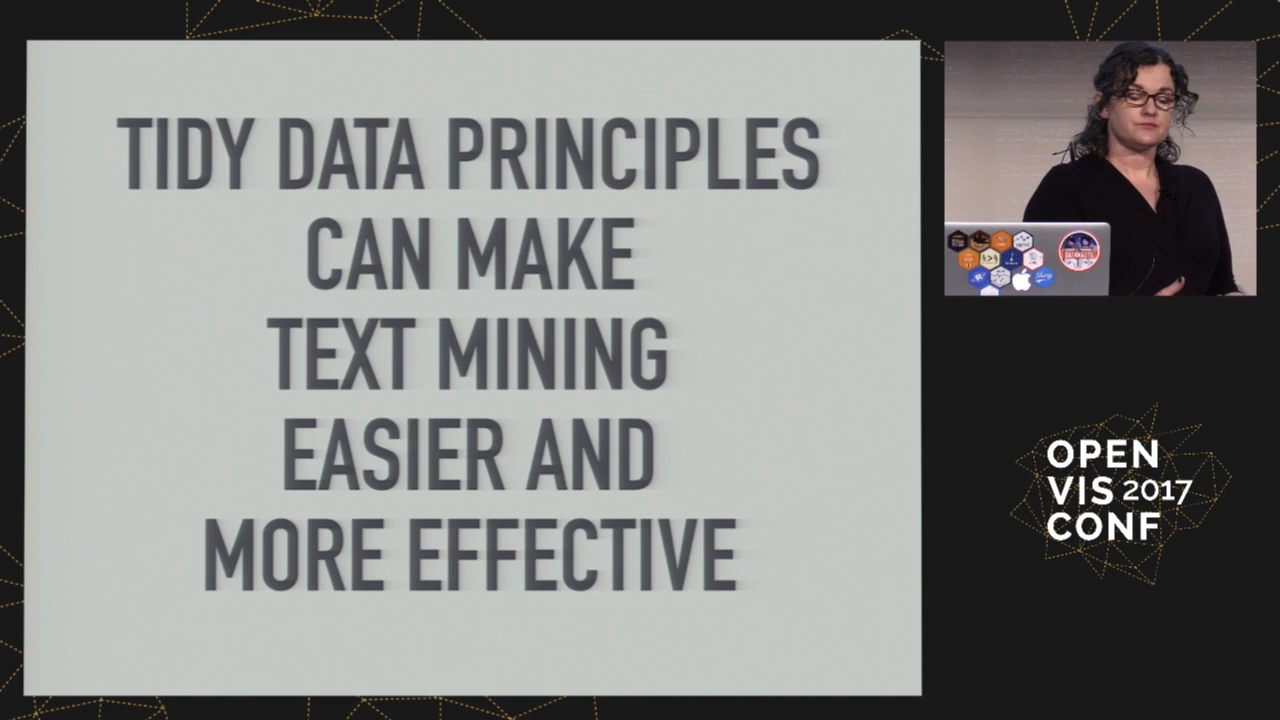 TIDY DATA PRINCIPLES
CAN MAKE
TEXT MINING
EASIER AND
MORE EFFECTIVE
OPEN
VIS 2017
CONF